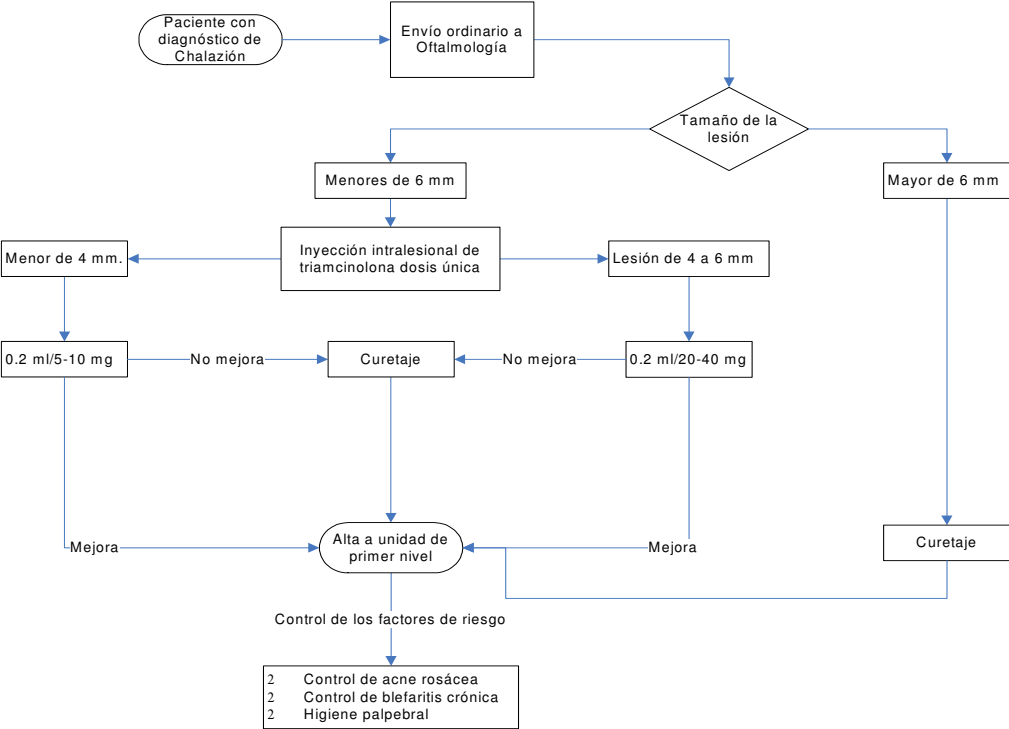 Paciente con
diagnóstico de
Chalazión
Envío ordinario a
Oftalmología
Tamaño de la
lesión
Menores de 6 mm
Mayor de 6 mm
Inyección intralesional de
triamcinolona dosis única
Menor de 4 mm.
Lesión de 4 a 6 mm
0.2 ml/5-10 mg
No mejora
Curetaje
No mejora
0.2 ml/20-40 mg
Mejora
Alta a unidad de
primer nivel
Mejora
Curetaje
Control de los factores de riesgo
2 Control de acne rosácea
2 Control de blefaritis crónica
2 Higiene palpebral